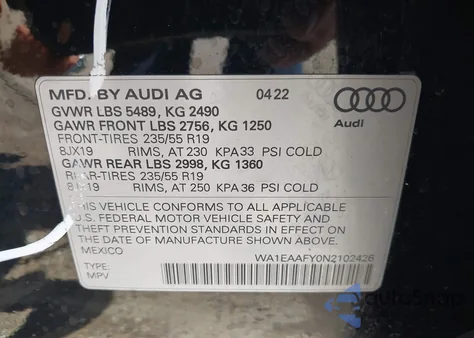 MFD. BY AUDI AG 04/22
GVWR LBS 5489, KG 2490
GAWR FRONT LBS 2756, KG 1250
FRONT-TIRES 235/55 R19
8JX19 RIMS, AT 230 KPA 33 PSI COLD
GAWR REAR LBS 2998, KG 1360
REAR-TIRES 235/55 R19
RIMS, AT 250 KPA 36 PSI COLD
Audi
THIS VEHICLE CONFORMS TO ALL APPLICABLE
U.S. FEDERAL MOTOR VEHICLE SAFETY AND
THEFT PREVENTION STANDARDS IN EFFECT ON
THE DATE OF MANUFACTURE SHOWN ABOVE.
MEXICO
WA1EAAFY0N2102426
TYPE:
MPV